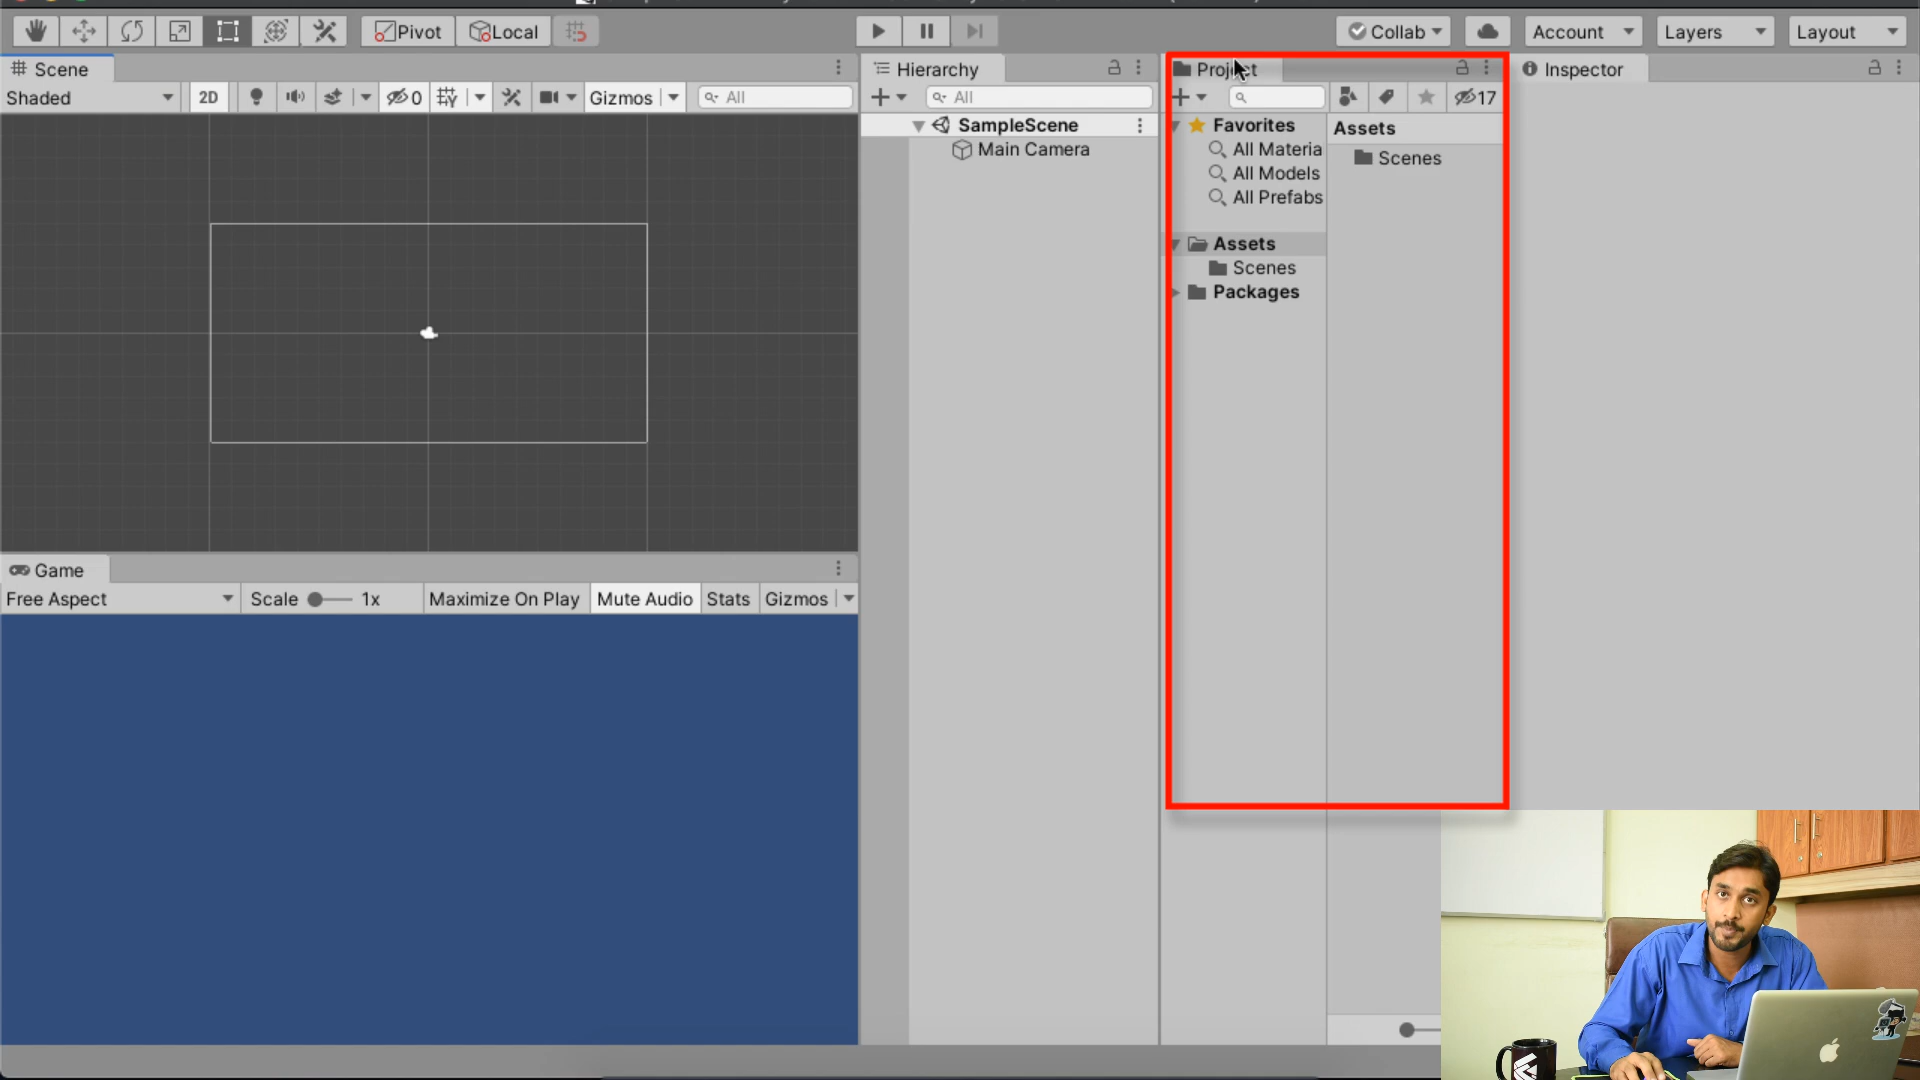 Pivot
Local
Collab
Account
Layers
Layout
Scene
Shaded
2D
0
Gizmos
All
Hierarchy
All
SampleScene
Main Camera
Project
17
Favorites
All Materia
All Models
All Prefabs
Assets
Scenes
Packages
Assets
Scenes
Inspector
Game
Free Aspect
Scale
1x
Maximize On Play
Mute Audio
Stats
Gizmos